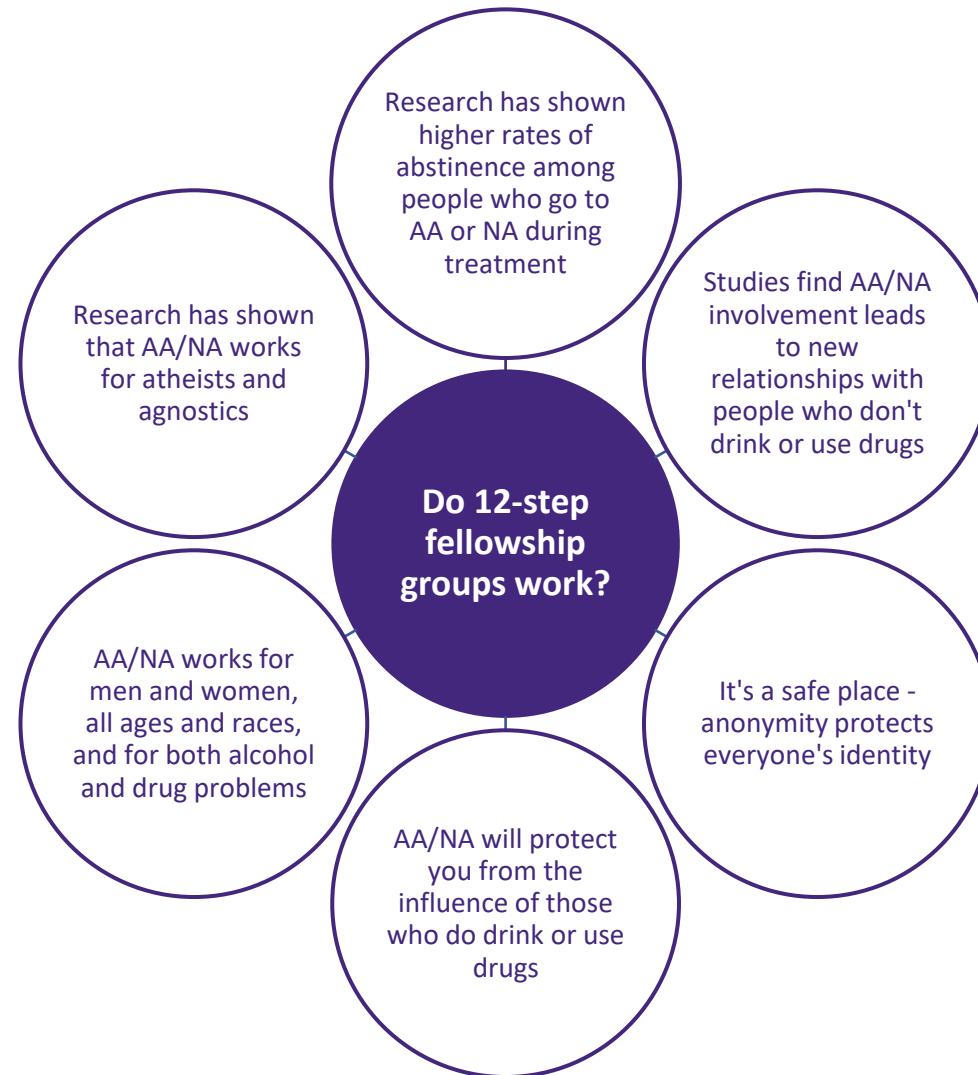 Do 12-step
fellowship
groups work?
Research has shown
higher rates of
abstinence among
people who go to
AA or NA during
treatment
Studies find AA/NA
involvement leads
to new
relationships with
people who don't
drink or use drugs
It's a safe place -
anonymity protects
everyone's identity
AA/NA will protect
you from the
influence of those
who do drink or use
drugs
AA/NA works for
men and women,
all ages and races,
and for both alcohol
and drug problems
Research has shown
that AA/NA works
for atheists and
agnostics